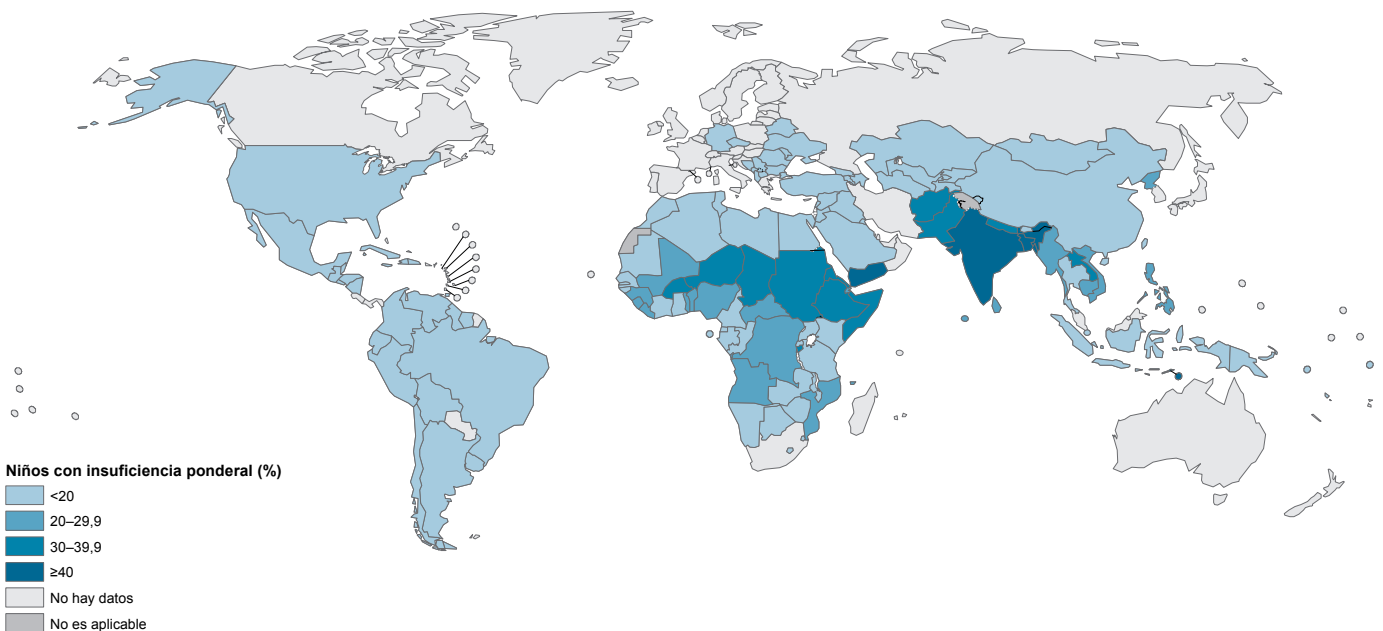 Niños con insuficiencia ponderal (%)
<20
20–29,9
30–39,9
≥40
No hay datos
No es aplicable